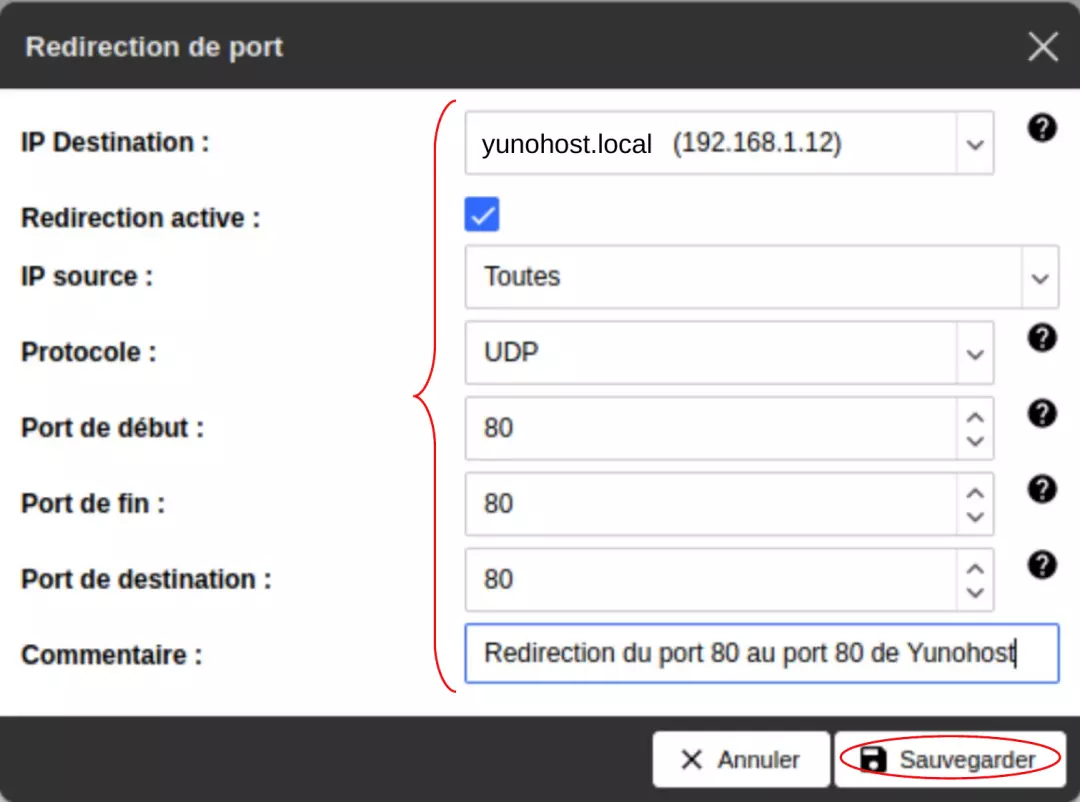 Redirection de port
IP Destination : yunohost.local (192.168.1.12)
Redirection active :
IP source : Toutes
Protocole : UDP
Port de début : 80
Port de fin : 80
Port de destination : 80
Commentaire : Redirection du port 80 au port 80 de Yunohost
Annuler Sauvegarder